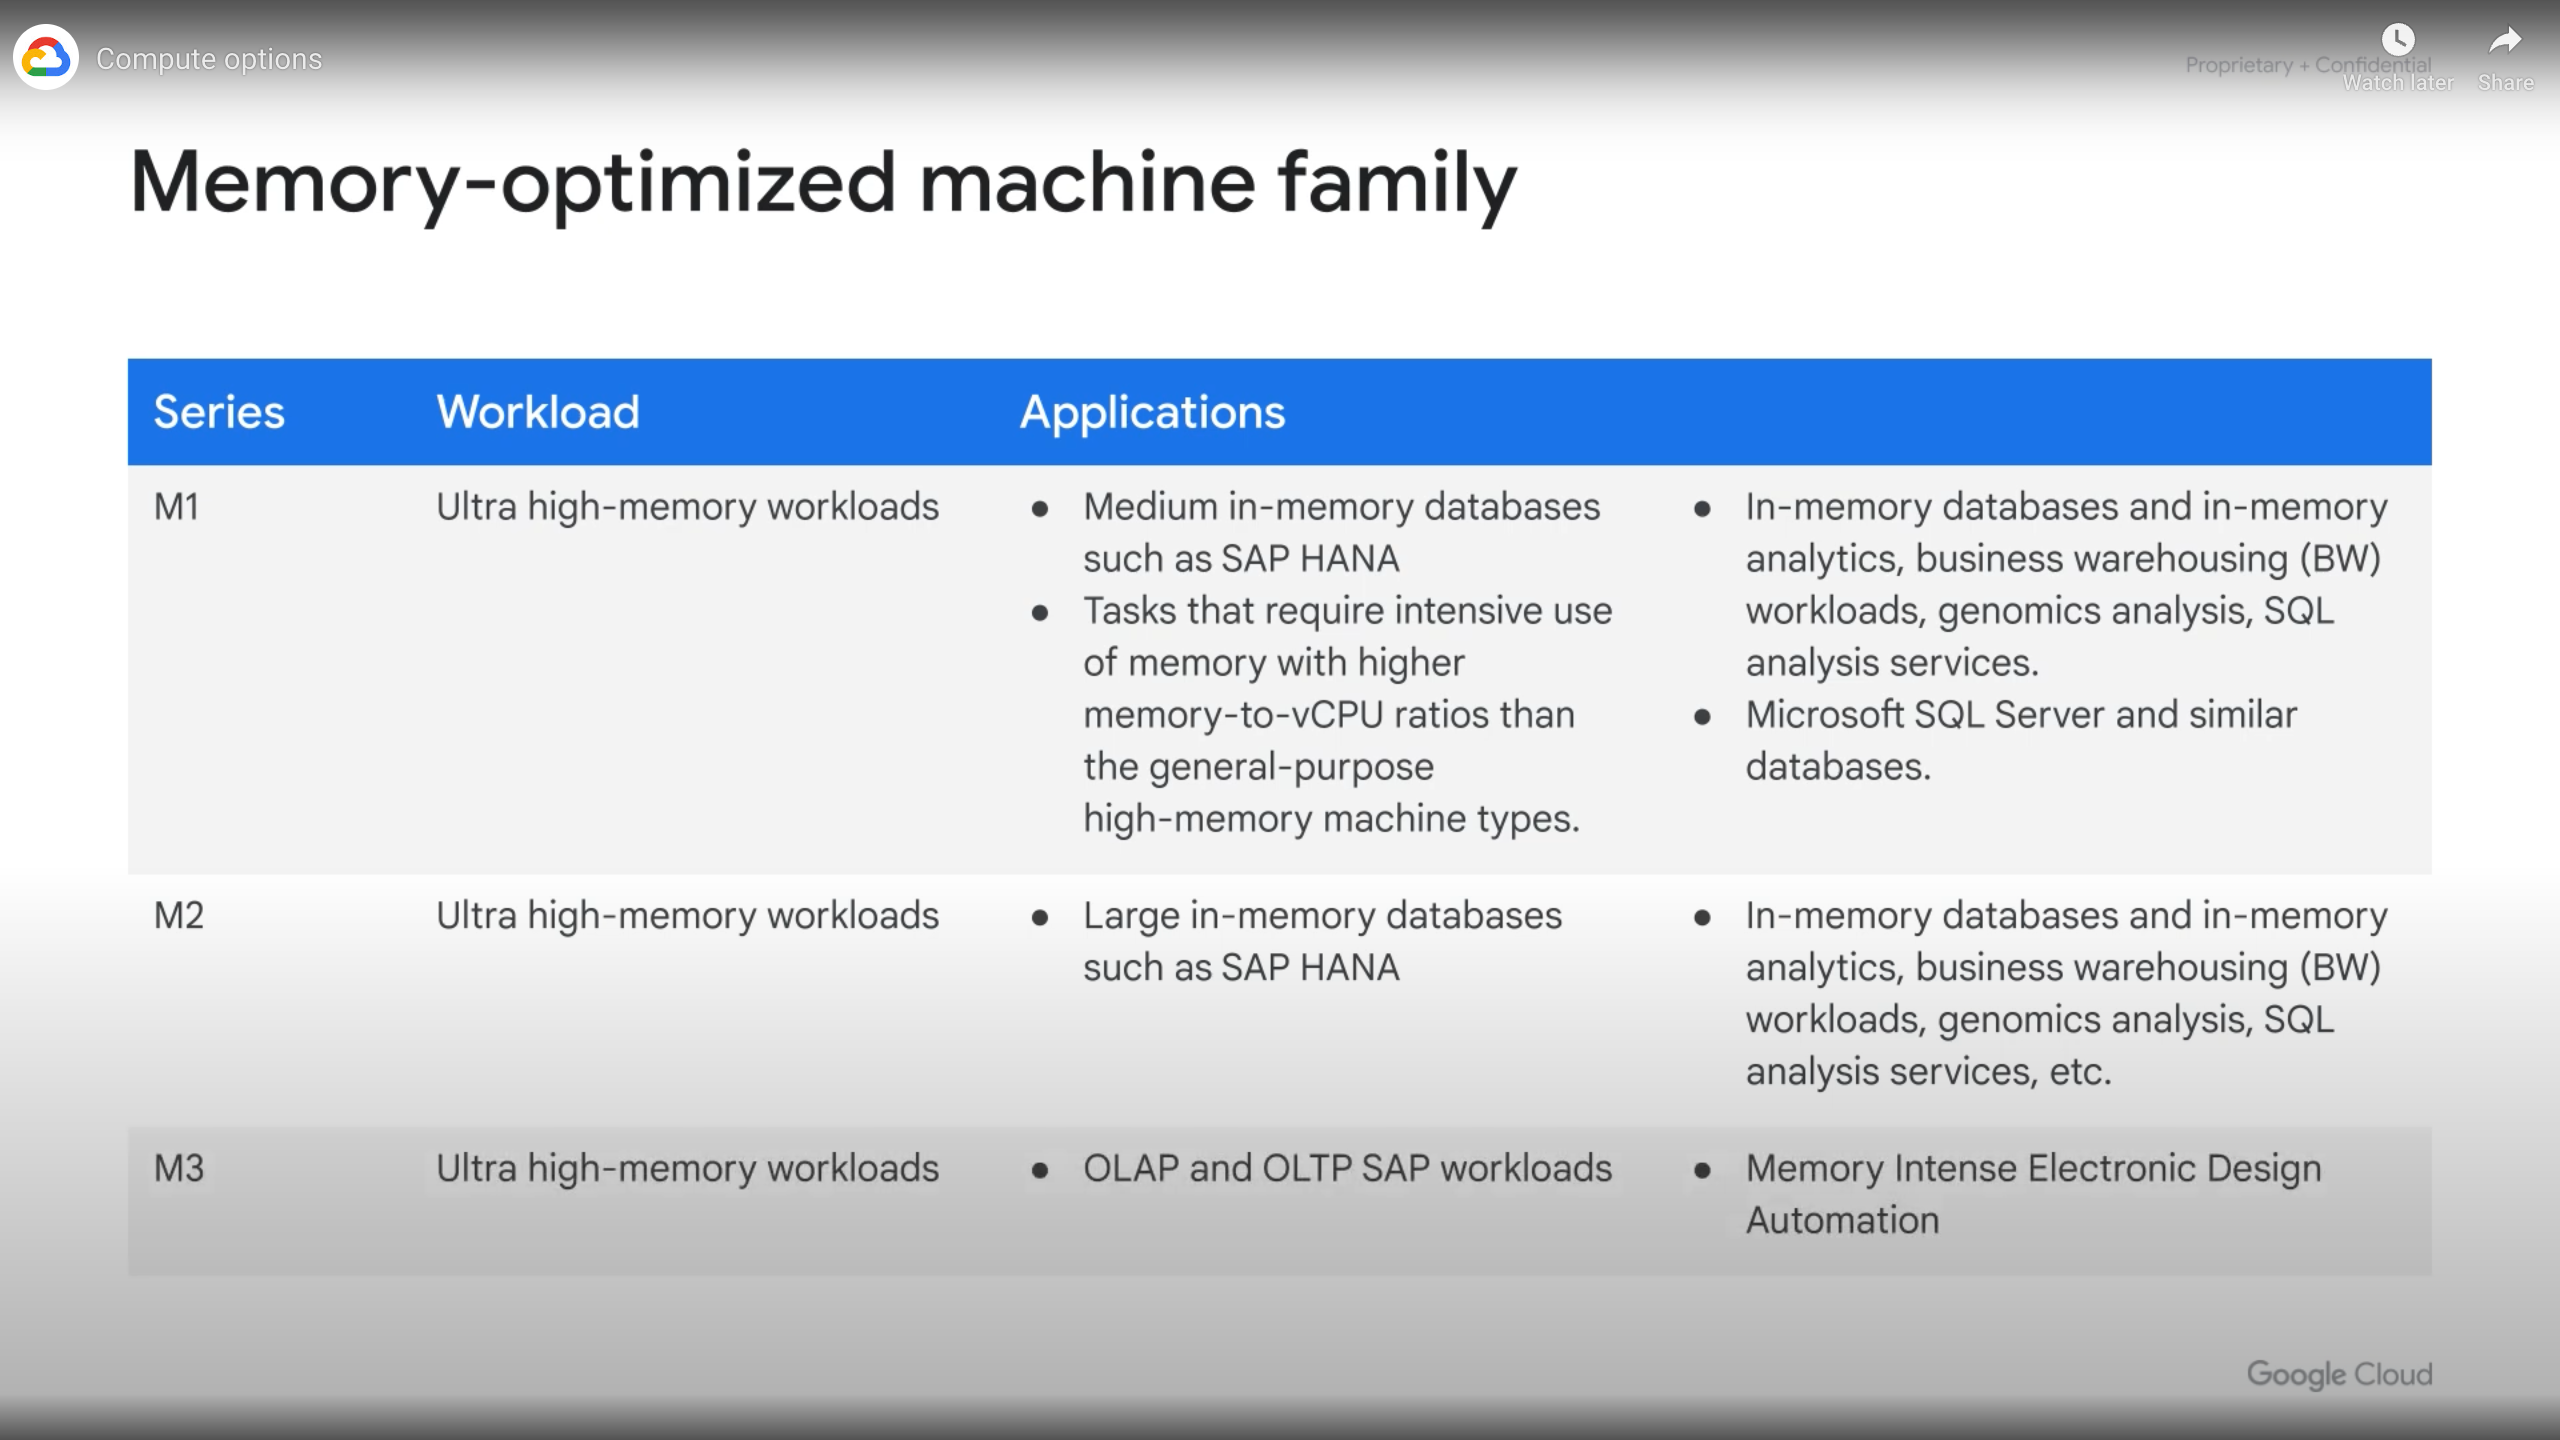 Compute options
Proprietary + Confidential
Watch later
Share
Memory-optimized machine family
Series
Workload
Applications
M1
Ultra high-memory workloads
● Medium in-memory databases
such as SAP HANA
● Tasks that require intensive use
of memory with higher
memory-to-vCPU ratios than
the general-purpose
high-memory machine types.
● In-memory databases and in-memory
analytics, business warehousing (BW)
workloads, genomics analysis, SQL
analysis services.
● Microsoft SQL Server and similar
databases.
M2
Ultra high-memory workloads
● Large in-memory databases
such as SAP HANA
● In-memory databases and in-memory
analytics, business warehousing (BW)
workloads, genomics analysis, SQL
analysis services, etc.
M3
Ultra high-memory workloads
● OLAP and OLTP SAP workloads
● Memory Intense Electronic Design
Automation
Google Cloud